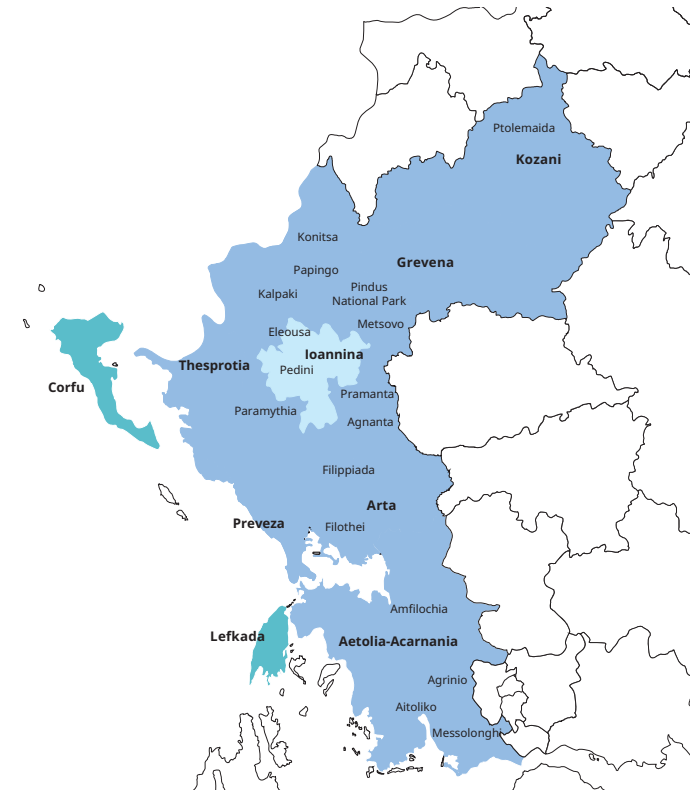 Ptolemaida
Kozani
Konitsa
Grevena
Papingo
Pindus
National Park
Kalpaki
Metsovo
Eleousa
Ioannina
Thesprotia
Pedini
Corfu
Pramanta
Paramythia
Agnanta
Filippiada
Arta
Preveza
Filothei
Amfilochia
Lefkada
Aetolia-Acarnania
Agrinio
Aitoliko
Messolonghi